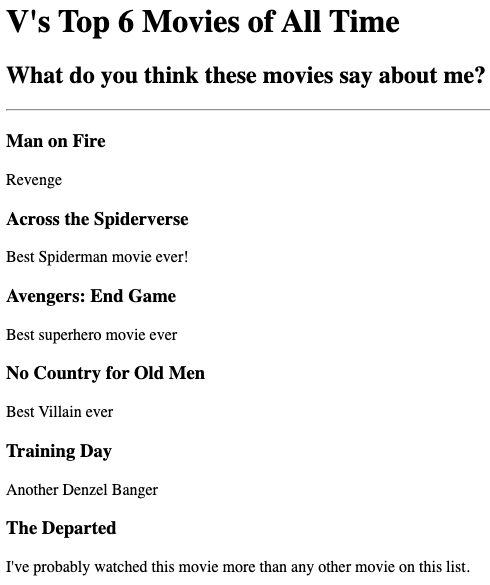 V's Top 6 Movies of All Time
What do you think these movies say about me?
Man on Fire
Revenge
Across the Spiderverse
Best Spiderman movie ever!
Avengers: End Game
Best superhero movie ever
No Country for Old Men
Best Villain ever
Training Day
Another Denzel Banger
The Departed
I've probably watched this movie more than any other movie on this list.